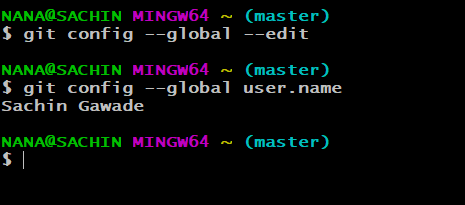 NANA@SACHIN MINGW64 ~ (master)
$ git config --global --edit
NANA@SACHIN MINGW64 ~ (master)
$ git config --global user.name
Sachin Gawade
NANA@SACHIN MINGW64 ~ (master)
$